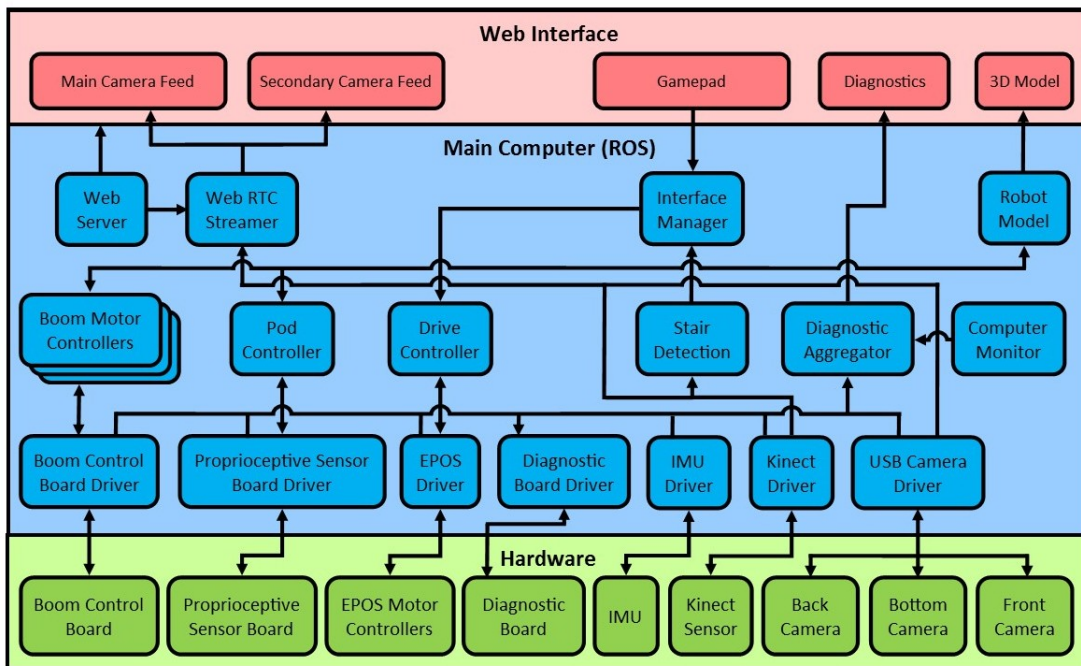 Web Interface
Main Camera Feed
Secondary Camera Feed
Gamepad
Diagnostics
3D Model
Main Computer (ROS)
Web
Server
Web RTC
Streamer
Interface
Manager
Robot
Model
Boom Motor
Controllers
Pod
Controller
Drive
Controller
Stair
Detection
Diagnostic
Aggregator
Computer
Monitor
Boom Control
Board Driver
Proprioceptive Sensor
Board Driver
EPOS
Driver
Diagnostic
Board Driver
IMU
Driver
Kinect
Driver
USB Camera
Driver
Hardware
Boom Control
Board
Proprioceptive
Sensor Board
EPOS Motor
Controllers
Diagnostic
Board
IMU
Kinect
Sensor
Back
Camera
Bottom
Camera
Front
Camera